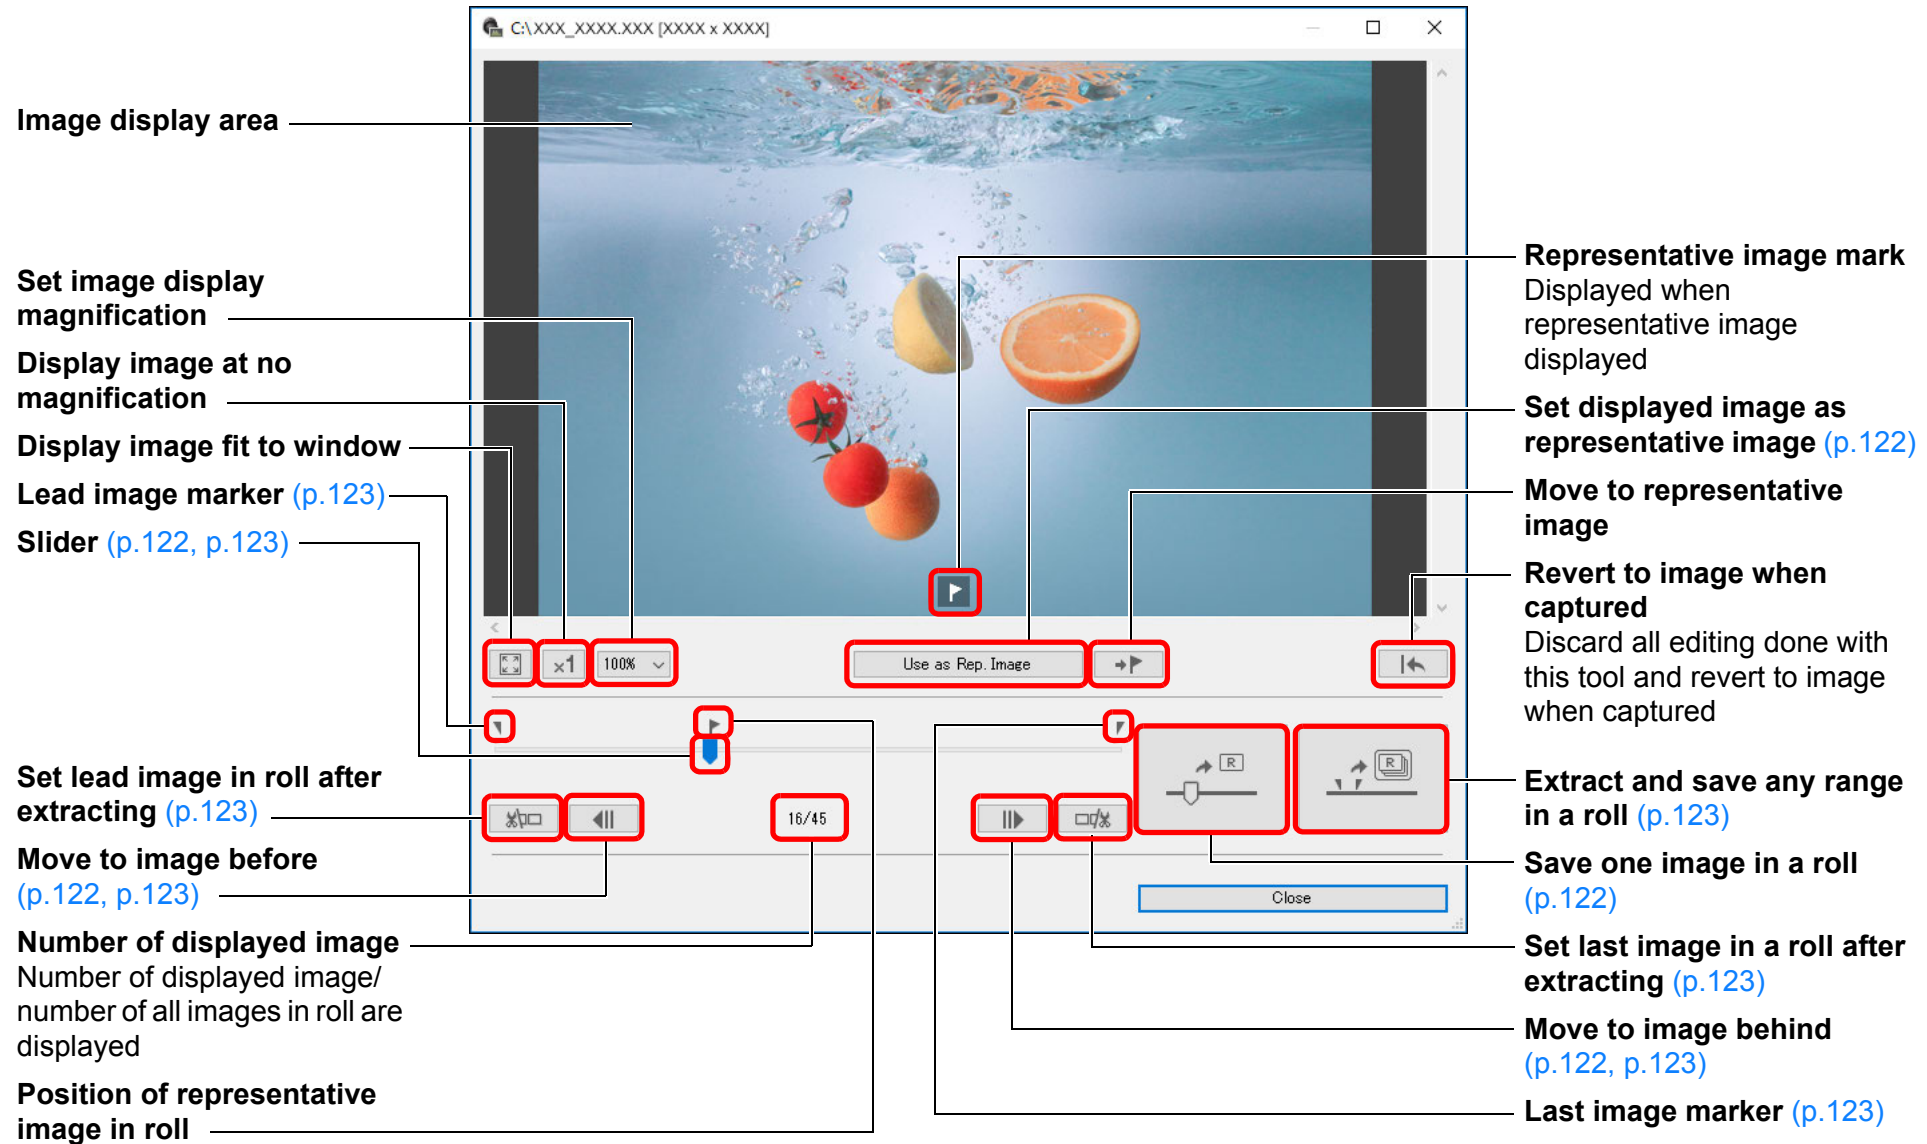 C:\XXX_XXXX.XXX [XXXX x XXXX]
Image display area
Set image display
magnification
Display image at no
magnification
Display image fit to window
Lead image marker (p.123)
Slider (p.122, p.123)
Set lead image in roll after
extracting (p.123)
Move to image before
(p.122, p.123)
Number of displayed image
Number of displayed image/
number of all images in roll are
displayed
Position of representative
image in roll
×1
100%
Use as Rep. Image
R
R
16/45
Close
Representative image mark
Displayed when
representative image
displayed
Set displayed image as
representative image (p.122)
Move to representative
image
Revert to image when
captured
Discard all editing done with
this tool and revert to image
when captured
Extract and save any range
in a roll (p.123)
Save one image in a roll
(p.122)
Set last image in a roll after
extracting (p.123)
Move to image behind
(p.122, p.123)
Last image marker (p.123)